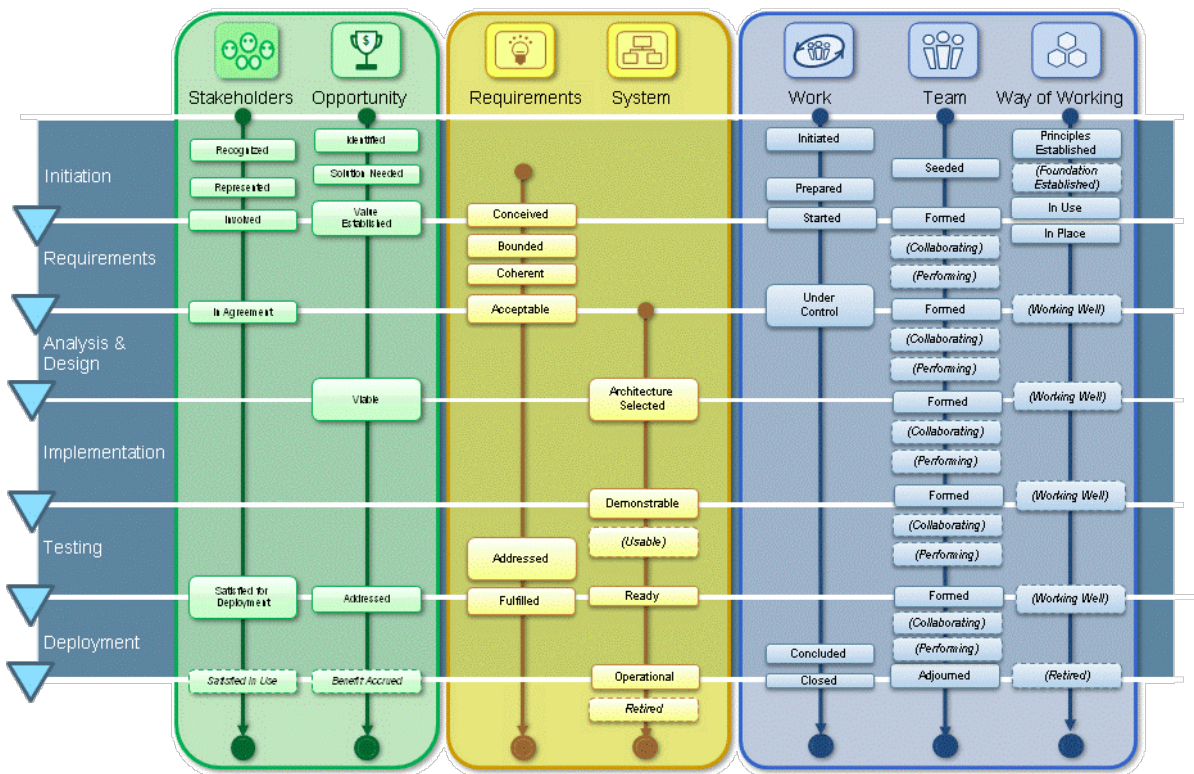 $
Stakeholders
Opportunity
Requirements
System
Work
Team
Way of Working
Initiation
Requirements
Analysis &
Design
Implementation
Testing
Deployment
Recognized
Represented
Involved
In Agreement
Satisfied for
Deployment
Satisfied In Use
Identified
Solution Needed
Value
Established
Viable
Addressed
Benefit Accrued
Conceived
Bounded
Coherent
Acceptable
Addressed
Fulfilled
Architecture
Selected
Demonstrable
(Usable)
Ready
Operational
(Retired)
Initiated
Prepared
Started
Under
Control
Concluded
Closed
Seeded
Formed
(Collaborating)
(Performing)
Formed
(Collaborating)
(Performing)
Formed
(Collaborating)
(Performing)
Formed
(Collaborating)
(Performing)
Formed
(Collaborating)
(Performing)
Adjourned
Principles
Established
(Foundation
Established)
In Use
In Place
(Working Well)
(Working Well)
(Working Well)
(Working Well)
(Retired)